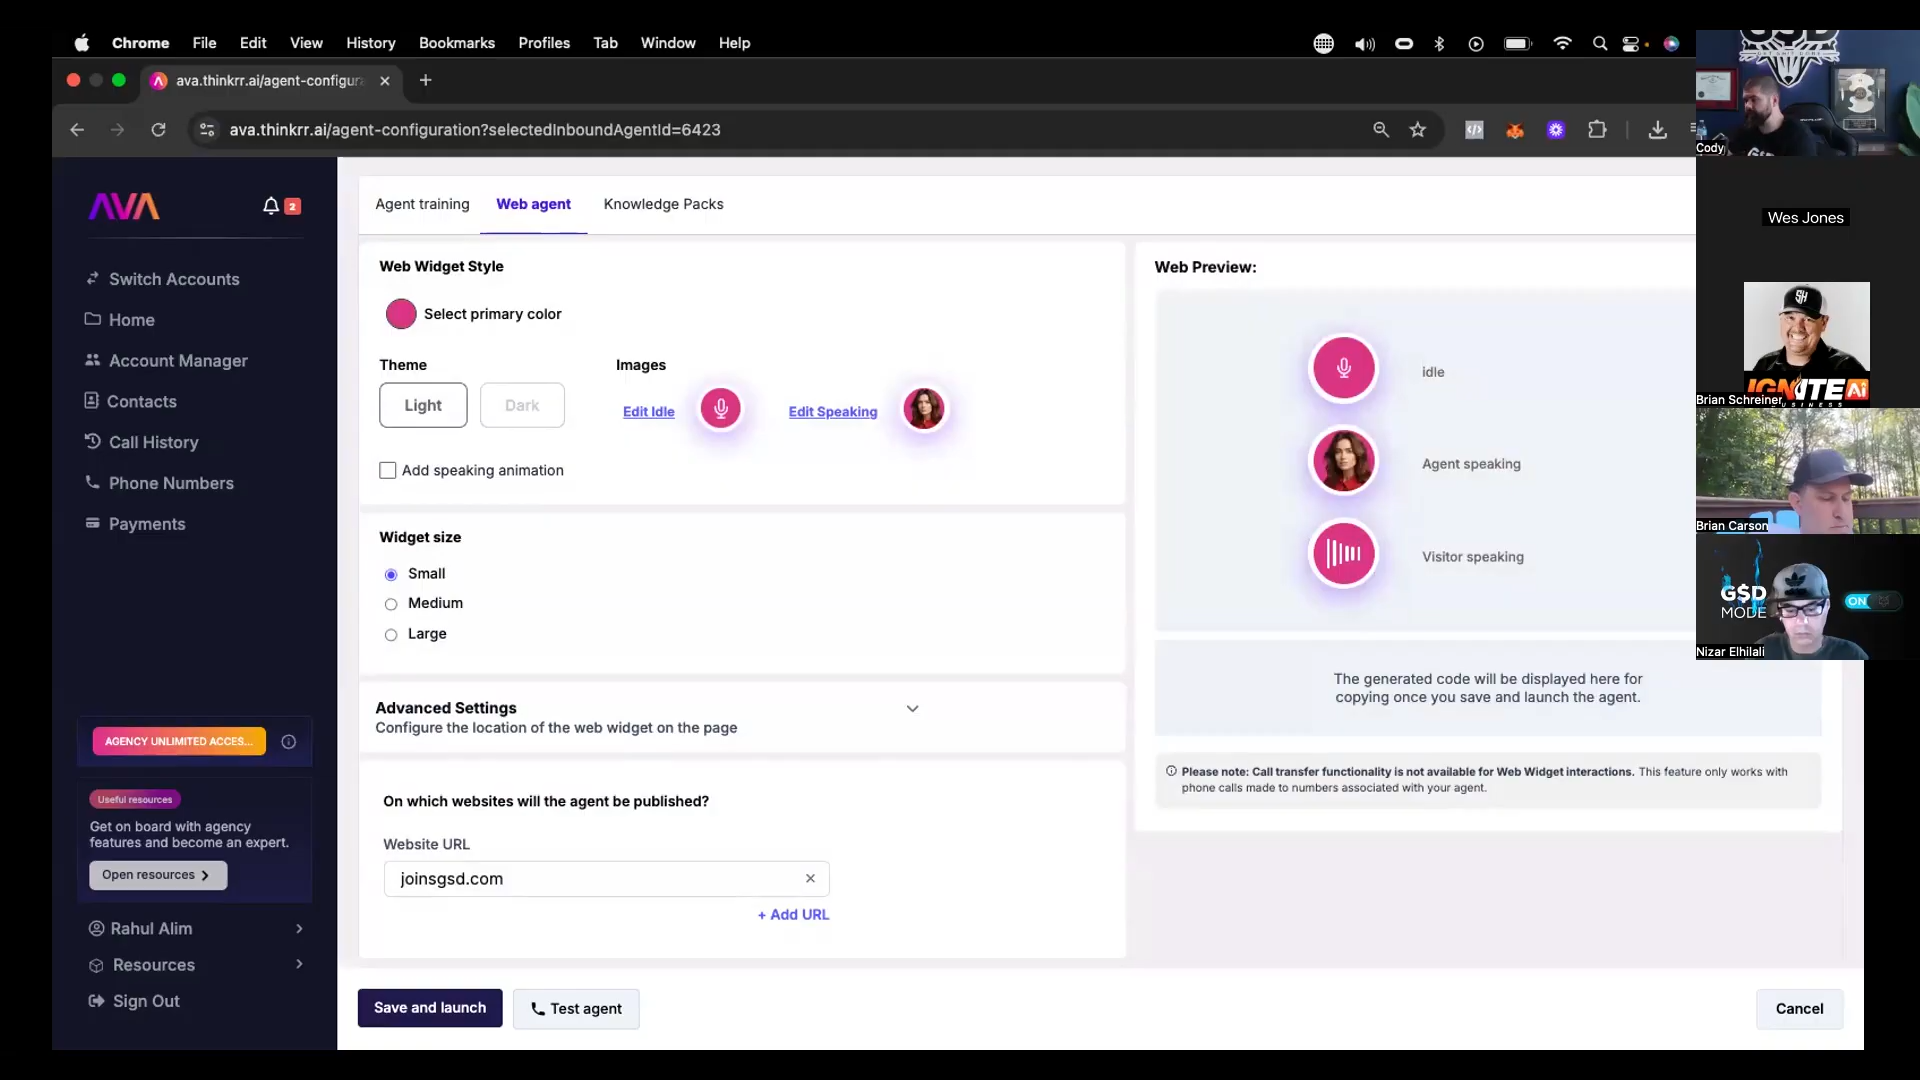 Chrome File Edit View History Bookmarks Profiles Tab Window Help
ava.thinkrr.ai/agent-configura
ava.thinkrr.ai/agent-configuration?selectedInboundAgentId=6423
AVA
2
Switch Accounts
Home
Account Manager
Contacts
Call History
Phone Numbers
Payments
AGENCY UNLIMITED ACCES...
Useful resources
Get on board with agency
features and become an expert.
Open resources
Rahul Alim
Resources
Sign Out
Agent training Web agent Knowledge Packs
Web Widget Style
Select primary color
Theme
Light Dark
Images
Edit Idle Edit Speaking
Add speaking animation
Widget size
Small
Medium
Large
Advanced Settings
Configure the location of the web widget on the page
On which websites will the agent be published?
Website URL
joinsgsd.com
+ Add URL
Save and launch Test agent Cancel
Web Preview:
idle
Agent speaking
Visitor speaking
The generated code will be displayed here for
copying once you save and launch the agent.
Please note: Call transfer functionality is not available for Web Widget interactions. This feature only works with
phone calls made to numbers associated with your agent.
GSD
Cody
Wes Jones
SH
IGNITE Ai
BUSINESS
Brian Schreiner
Brian Carson
G$D
MODE
ON
Nizar Elhilali